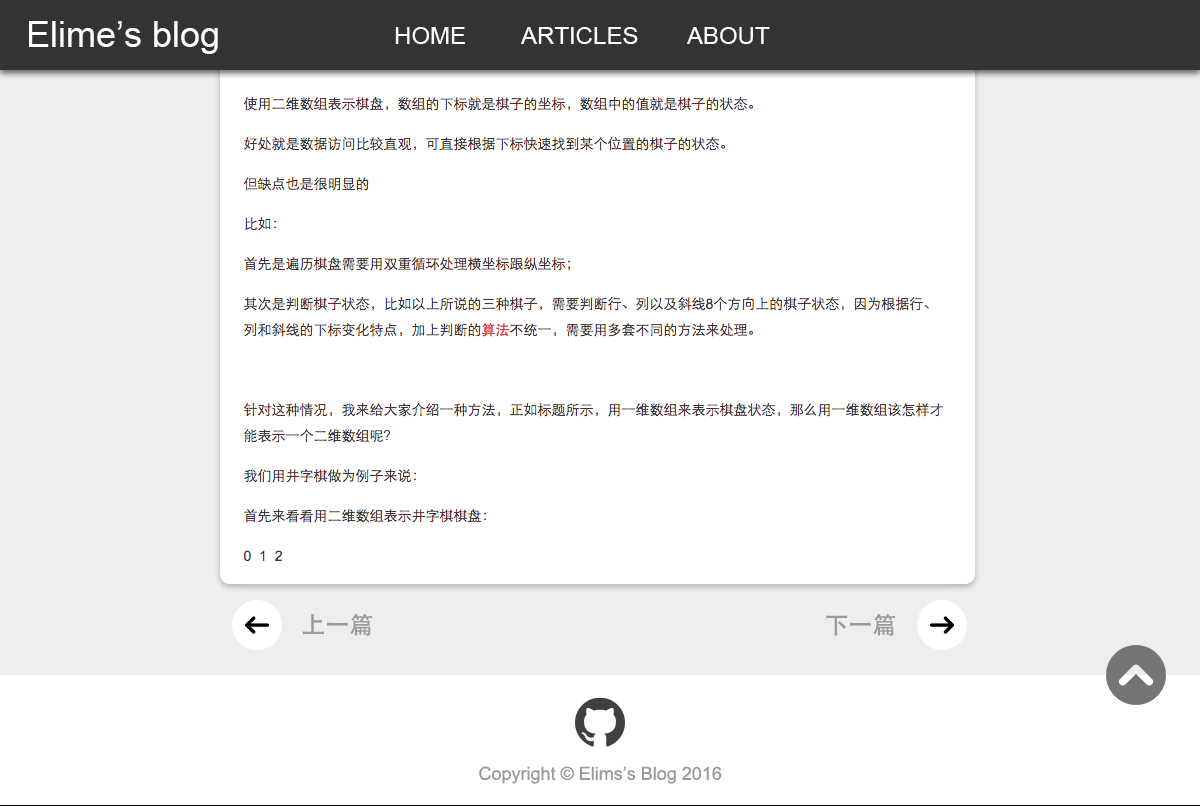 Elime’s blog HOME ARTICLES ABOUT
使用二维数组表示棋盘，数组的下标就是棋子的坐标，数组中的值就是棋子的状态。
好处就是数据访问比较直观，可直接根据下标快速找到某个位置的棋子的状态。
但缺点也是很明显的
比如：
首先是遍历棋盘需要用双重循环处理横坐标跟纵坐标；
其次是判断棋子状态，比如以上所说的三种棋子，需要判断行、列以及斜线8个方向上的棋子状态，因为根据行、
列和斜线的下标变化特点，加上判断的算法不统一，需要用多套不同的方法来处理。
针对这种情况，我来给大家介绍一种方法，正如标题所示，用一维数组来表示棋盘状态，那么用一维数组该怎样才
能表示一个二维数组呢？
我们用井字棋做为例子来说：
首先来看看用二维数组表示井字棋棋盘：
0 1 2
上一篇 下一篇
Copyright © Elims’s Blog 2016